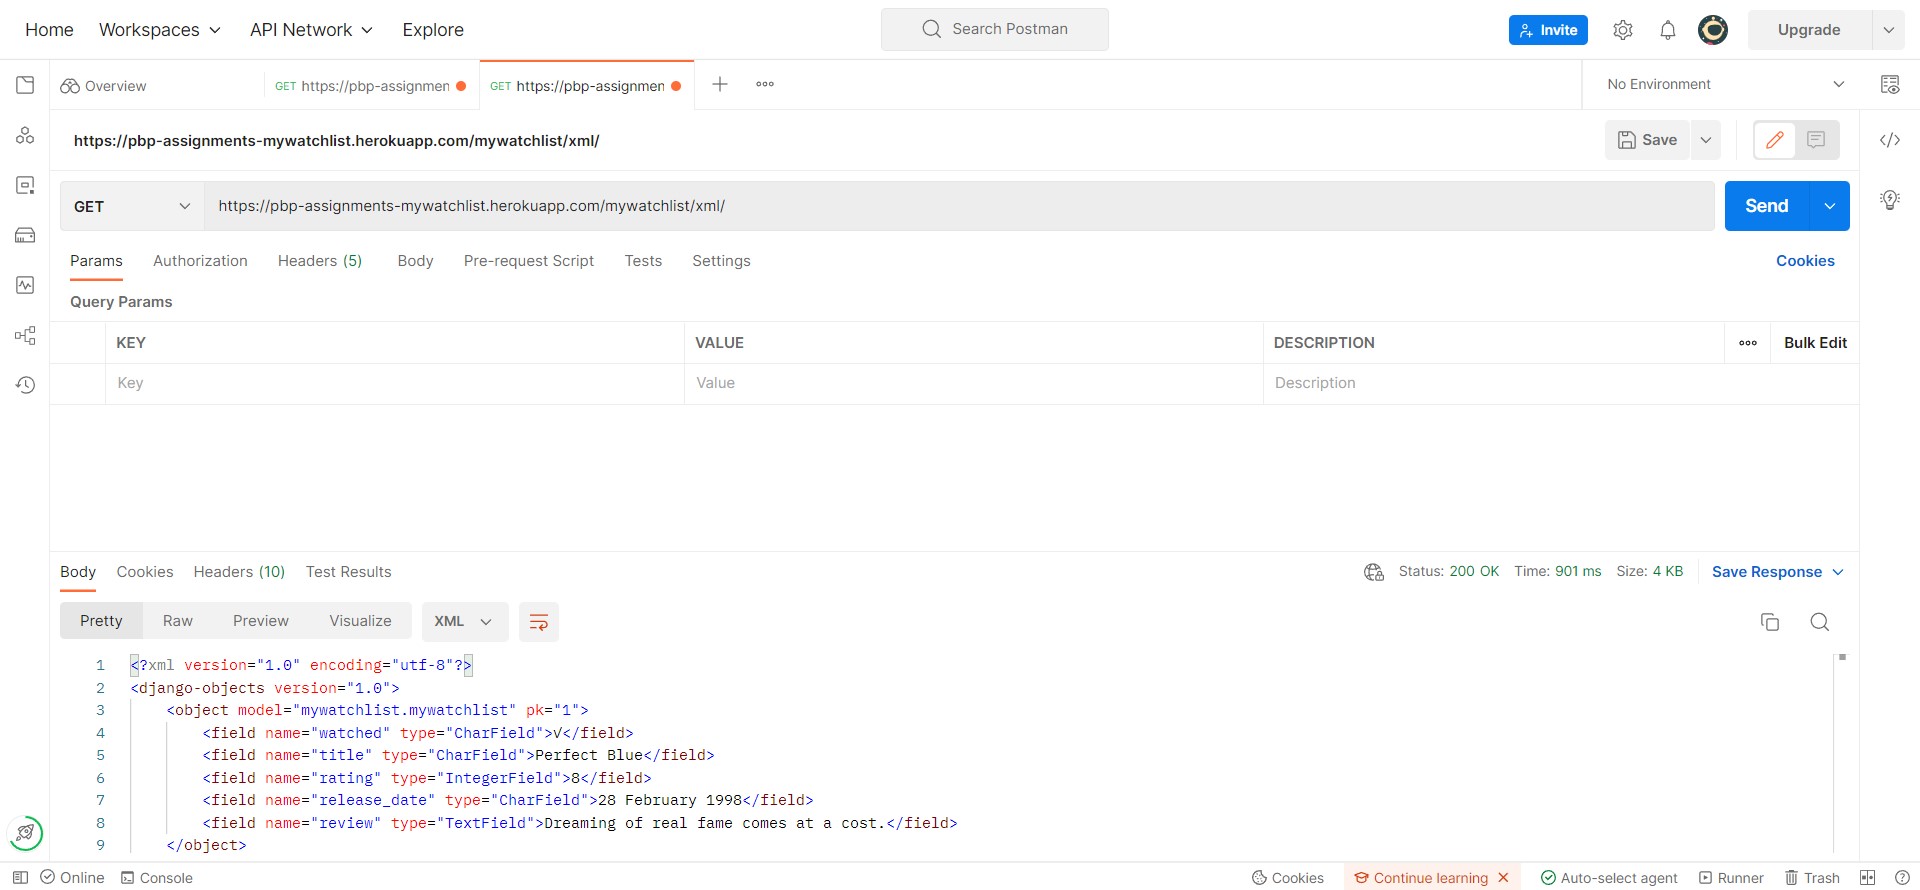 Home Workspaces API Network Explore Search Postman Invite Upgrade
Overview GET https://pbp-assignmen GET https://pbp-assignmen No Environment
https://pbp-assignments-mywatchlist.herokuapp.com/mywatchlist/xml/ Save
GET https://pbp-assignments-mywatchlist.herokuapp.com/mywatchlist/xml/ Send
Params Authorization Headers (5) Body Pre-request Script Tests Settings Cookies
Query Params
KEY VALUE DESCRIPTION Bulk Edit
Key Value Description
Body Cookies Headers (10) Test Results Status: 200 OK Time: 901 ms Size: 4 KB Save Response
Pretty Raw Preview Visualize XML
1 <?xml version="1.0" encoding="utf-8"?>
2 <django-objects version="1.0">
3 <object model="mywatchlist.mywatchlist" pk="1">
4 <field name="watched" type="CharField">√</field>
5 <field name="title" type="CharField">Perfect Blue</field>
6 <field name="rating" type="IntegerField">8</field>
7 <field name="release_date" type="CharField">28 February 1998</field>
8 <field name="review" type="TextField">Dreaming of real fame comes at a cost.</field>
9 </object>
Online Console Cookies Continue learning Auto-select agent Runner Trash